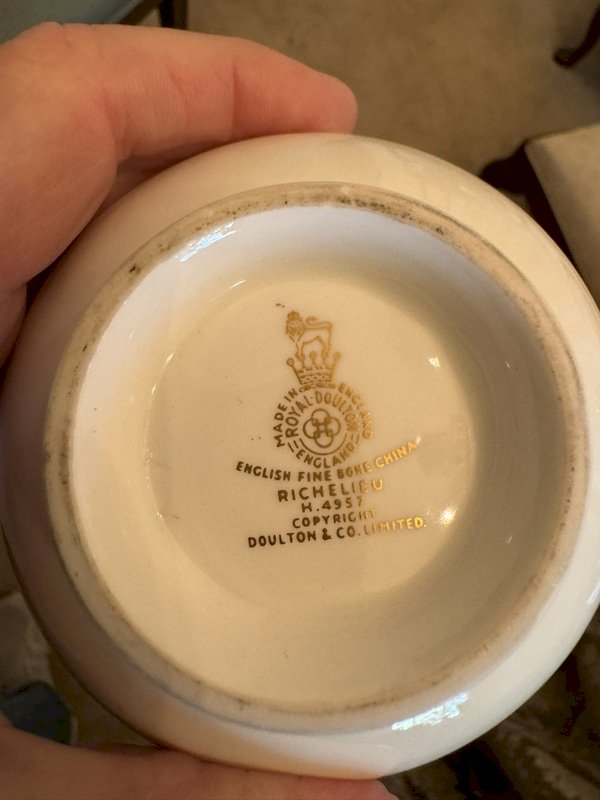 MADE IN ENGLAND
ROYAL·DOULTON
ENGLAND
ENGLISH FINE BONE CHINA
RICHELIEU
H.4957
COPYRIGHT
DOULTON & CO. LIMITED.